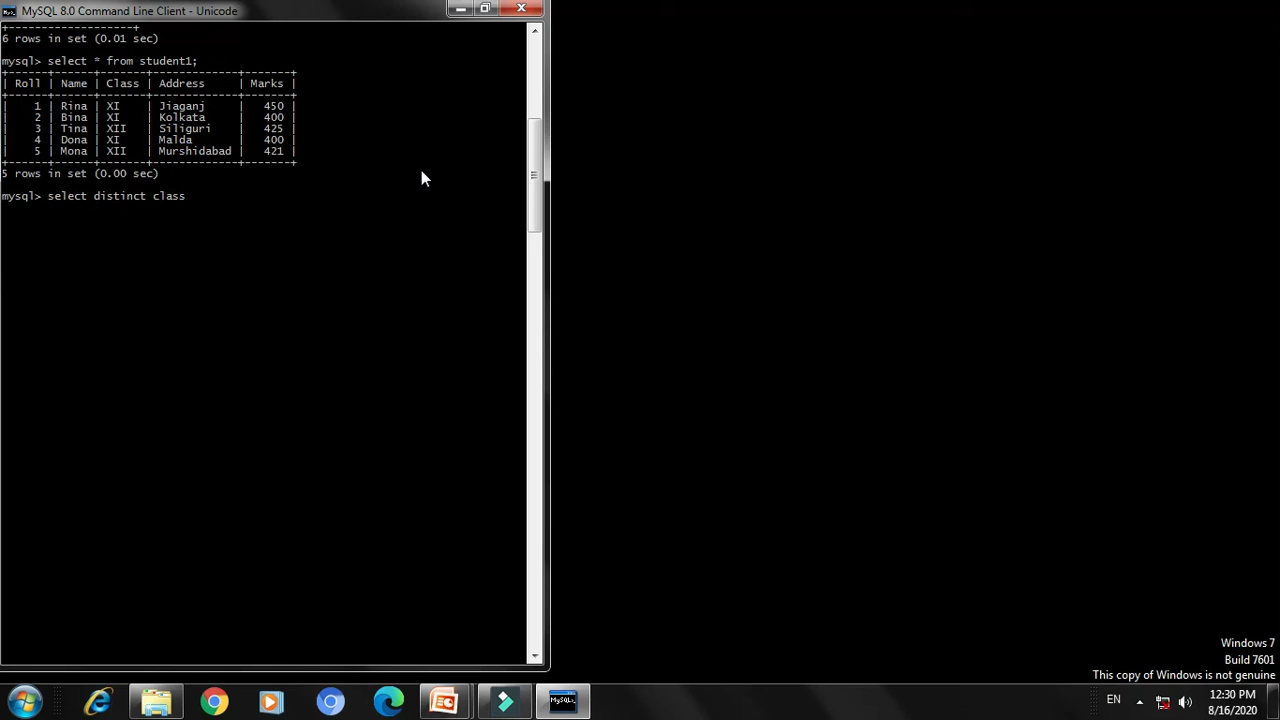 MySQL 8.0 Command Line Client - Unicode
+------------------+
6 rows in set (0.01 sec)
mysql> select * from student1;
+------+------+-------+-------------+-------+
| Roll | Name | Class | Address     | Marks |
+------+------+-------+-------------+-------+
|    1 | Rina | XI    | Jiaganj     |   450 |
|    2 | Bina | XI    | Kolkata     |   400 |
|    3 | Tina | XII   | Siliguri    |   425 |
|    4 | Dona | XI    | Malda       |   400 |
|    5 | Mona | XII   | Murshidabad |   421 |
+------+------+-------+-------------+-------+
5 rows in set (0.00 sec)
mysql> select distinct class
Windows 7
Build 7601
This copy of Windows is not genuine
EN
12:30 PM
8/16/2020